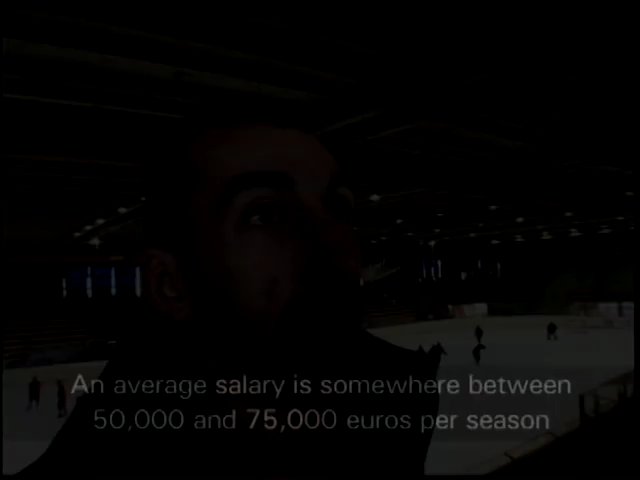 An average salary is somewhere between
50,000 and 75,000 euros per season